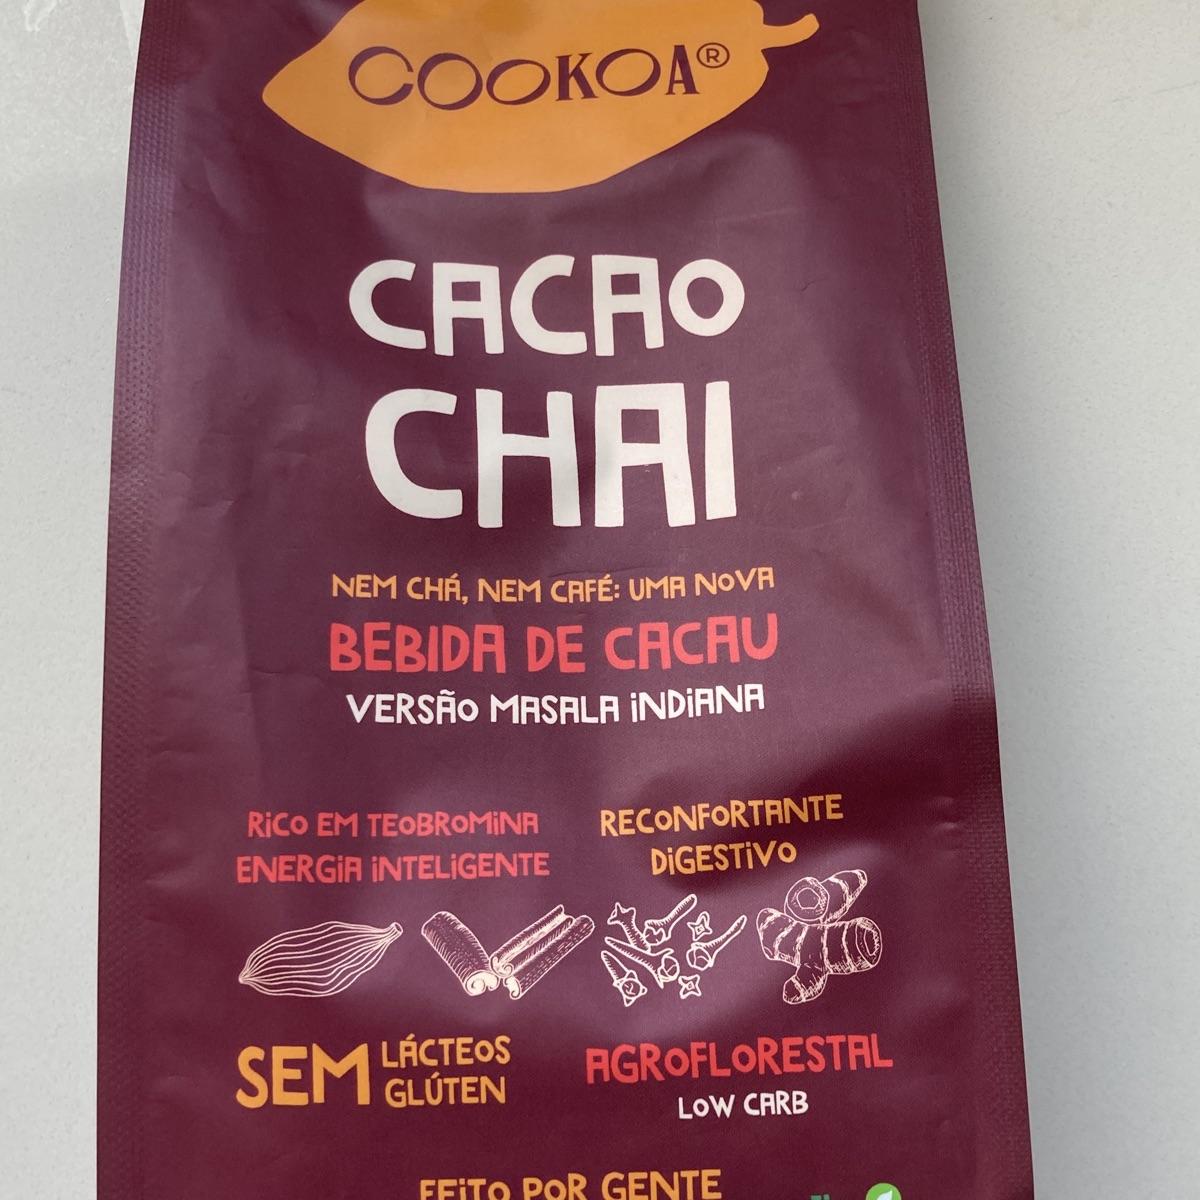 COOKOA®
CACAO
CHAI
NEM CHÁ, NEM CAFÉ: UMA NOVA
BEBIDA DE CACAU
VERSÃO MASALA INDIANA
RICO EM TEOBROMINA
ENERGIA INTELIGENTE
RECONFORTANTE
DIGESTIVO
SEM LÁCTEOS
GLÚTEN
AGROFLORESTAL
LOW CARB
FEITO POR GENTE